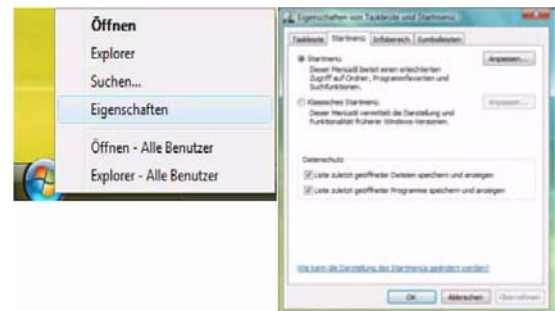 Öffnen
Explorer
Suchen...
Eigenschaften
Öffnen - Alle Benutzer
Explorer - Alle Benutzer
Eigenschaften von Taskleiste und Startmenü
Taskleiste Startmenü Infobereich Symbolleisten
Startmenü
Anpassen...
Dieser Menüstil bietet einen erleichterten
Zugriff auf Ordner, Programmfavoriten und
Suchfunktionen.
Klassisches Startmenü
Anpassen...
Dieser Menüstil vermittelt die Darstellung und
Funktionalität früherer Windows-Versionen.
Datenschutz
Liste zuletzt geöffneter Dateien speichern und anzeigen
Liste zuletzt geöffneter Programme speichern und anzeigen
Wie kann die Darstellung des Startmenüs geändert werden?
OK Abbrechen Übernehmen